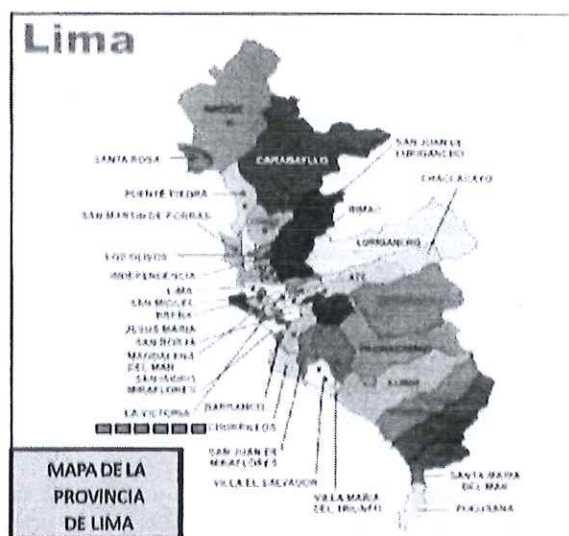 Lima
ANCON
SANTA ROSA
CARABAYLLO
SAN JUAN DE
LURIGANCHO
CHACLACAYO
PUENTE PIEDRA
RIMAC
SAN MARTIN DE PORRAS
LURIGANCHO
LOS OLIVOS
ATE
INDEPENDENCIA
LIMA
SAN MIGUEL
BREÑA
JESUS MARIA
SAN BORJA
MAGDALENA
DEL MAR
SAN ISIDRO
MIRAFLORES
LURIN
LA VICTORIA
BARRANCO
CHORRILLOS
SAN JUAN DE
MIRAFLORES
VILLA EL SALVADOR
VILLA MARIA
DEL TRIUNFO
SANTA MARIA
DEL MAR
PUCUSANA
MAPA DE LA
PROVINCIA
DE LIMA